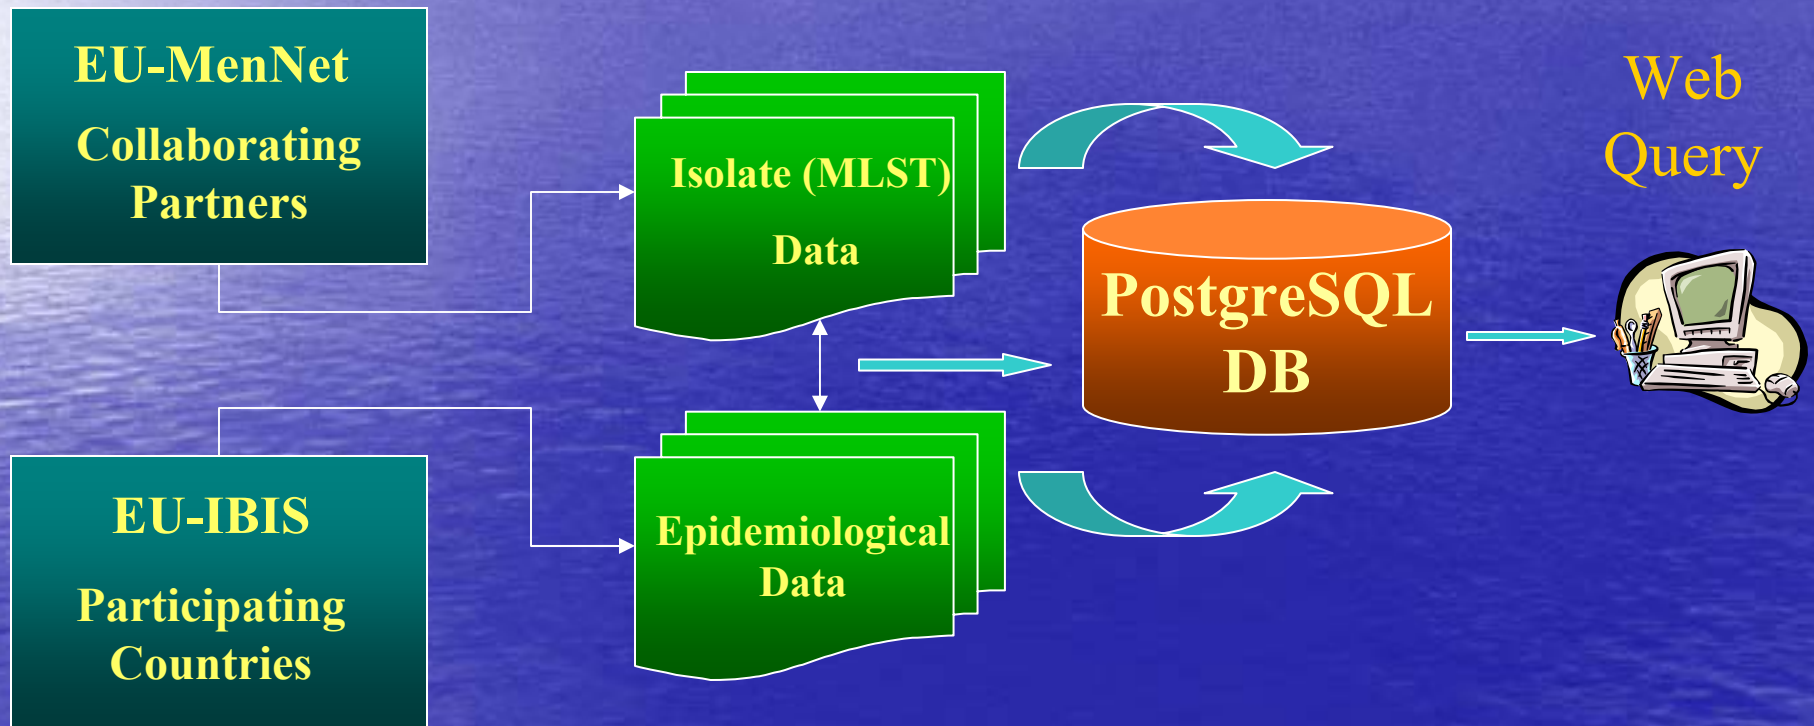 EU-MenNet
Collaborating
Partners
Isolate (MLST)
Data
EU-IBIS
Participating
Countries
Epidemiological
Data
PostgreSQL
DB
Web
Query